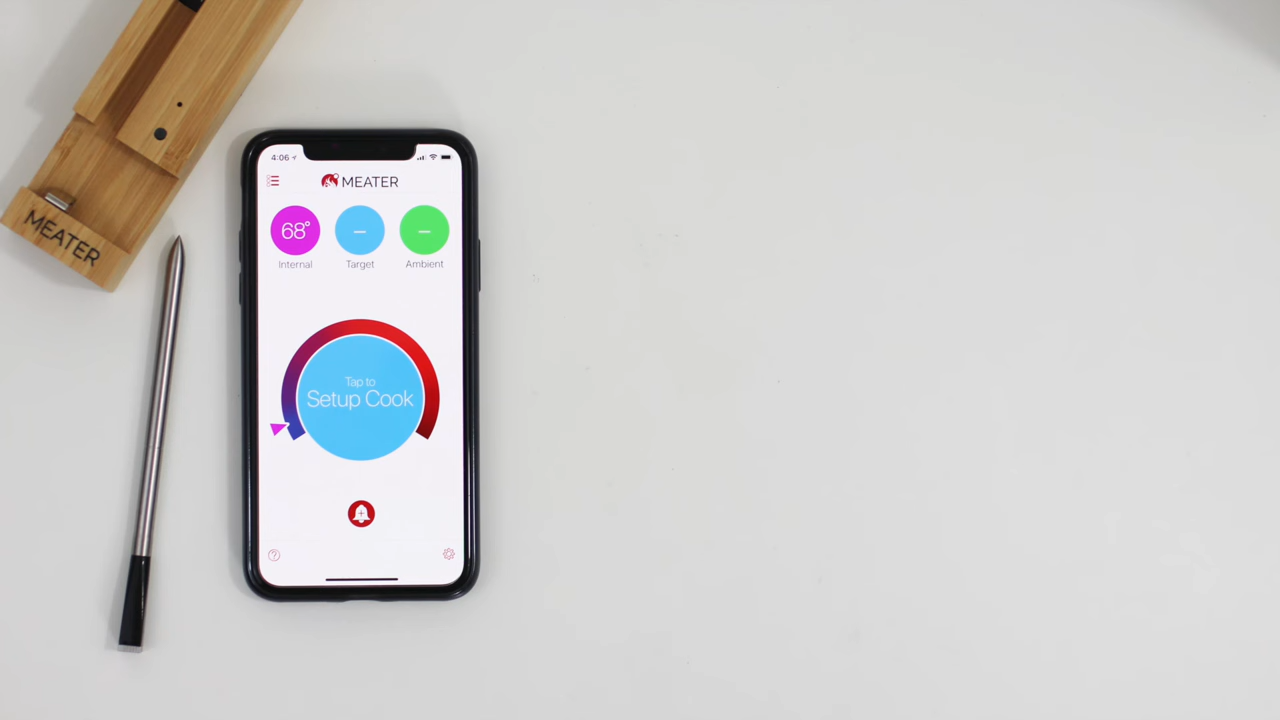 MEATER
4:06
MEATER
68°
–
–
Internal
Target
Ambient
Tap to
Setup Cook
?